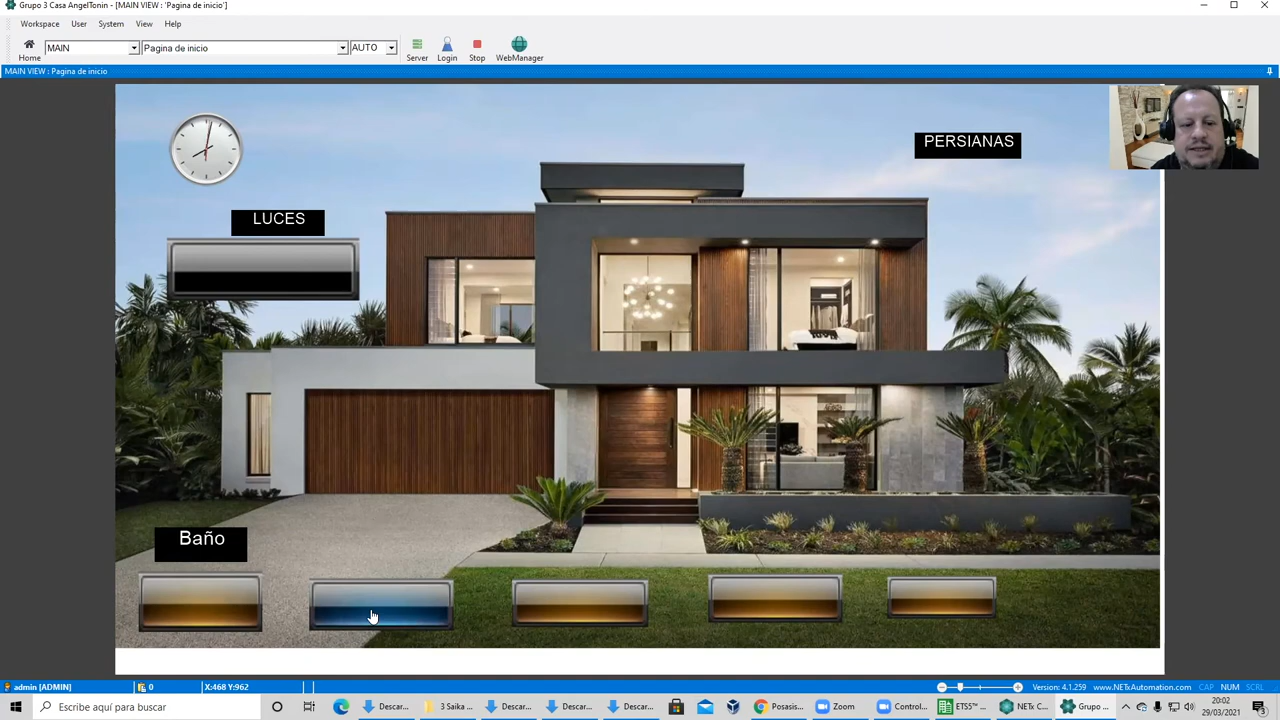 Grupo 3 Casa AngelTonin - [MAIN VIEW : 'Pagina de inicio']
Workspace User System View Help
MAIN Pagina de inicio AUTO
Home Server Login Stop WebManager
MAIN VIEW : Pagina de inicio
PERSIANAS
LUCES
Baño
admin [ADMIN] 0 X:468 Y:962 Version: 4.1.259 www.NETxAutomation.com CAP NUM SCRL
Escribe aquí para buscar
Descar...
3 Saika ...
Descar...
Descar...
Descar...
Posasis...
Zoom
Control...
ETS5™ ...
NETx C...
Grupo ...
20:02
29/03/2021
3